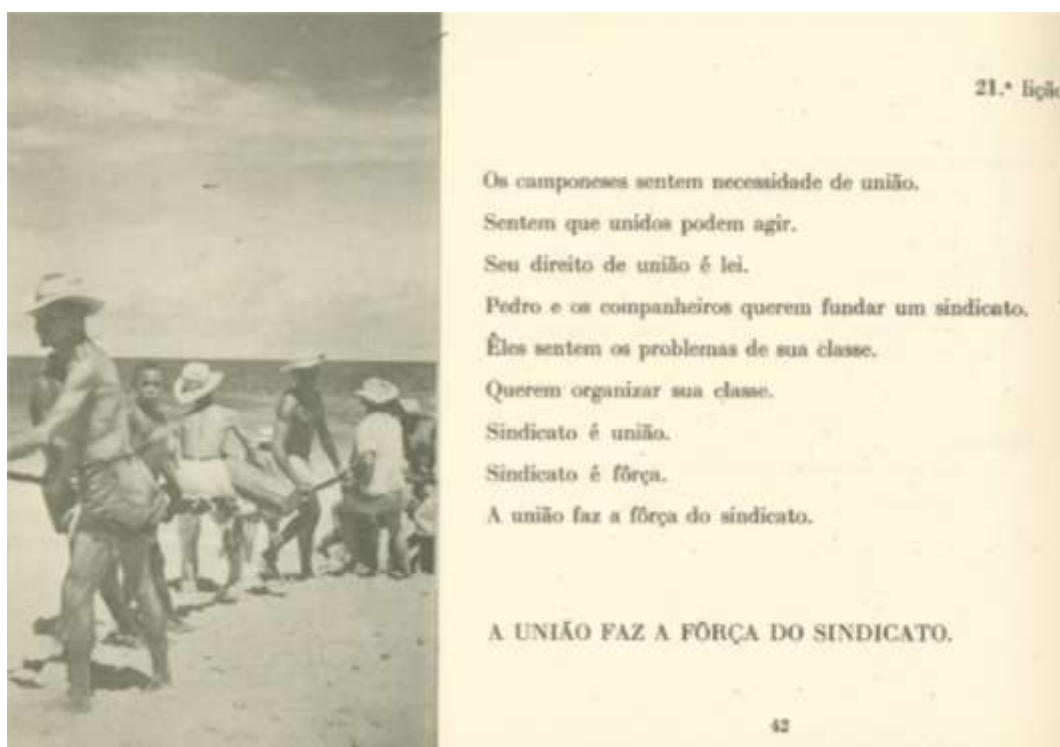 21.ª lição
Os camponeses sentem necessidade de união.
Sentem que unidos podem agir.
Seu direito de união é lei.
Pedro e os companheiros querem fundar um sindicato.
Êles sentem os problemas de sua classe.
Querem organizar sua classe.
Sindicato é união.
Sindicato é fôrça.
A união faz a fôrça do sindicato.
A UNIÃO FAZ A FÔRÇA DO SINDICATO.
42